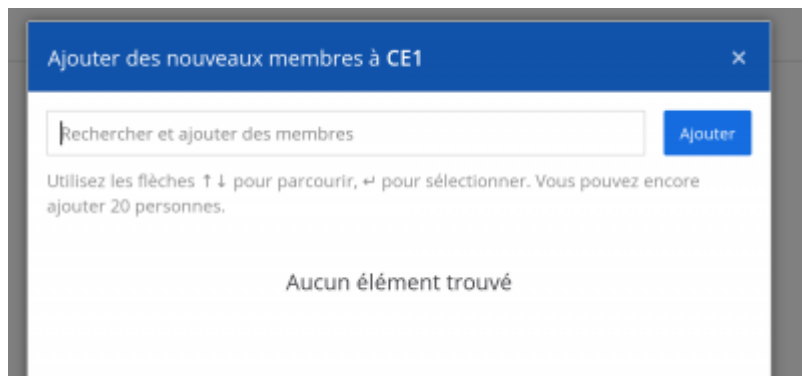 Ajouter des nouveaux membres à CE1 ×
Rechercher et ajouter des membres
Ajouter
Utilisez les flèches ↑ ↓ pour parcourir, ↵ pour sélectionner. Vous pouvez encore
ajouter 20 personnes.
Aucun élément trouvé